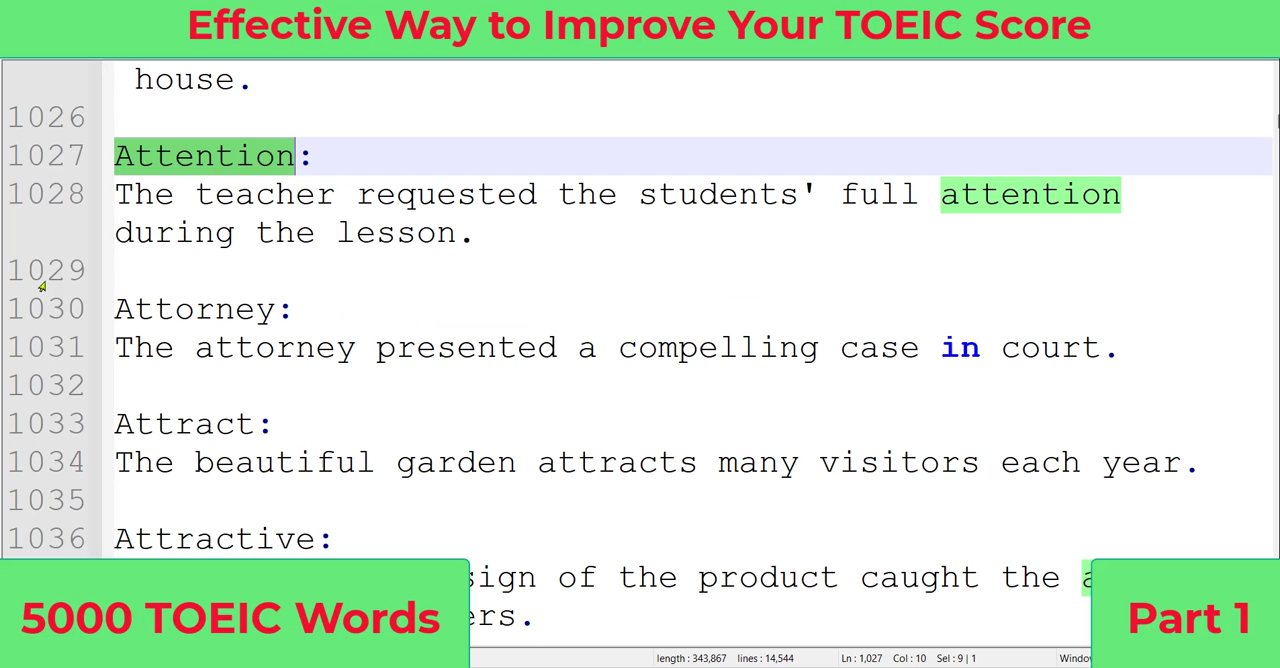 Effective Way to Improve Your TOEIC Score
house.
1026
1027 Attention:
1028 The teacher requested the students' full attention
during the lesson.
1029
1030 Attorney:
1031 The attorney presented a compelling case in court.
1032
1033 Attract:
1034 The beautiful garden attracts many visitors each year.
1035
1036 Attractive:
of the product caught the
5000 TOEIC Words
Part 1
length : 343,867 lines : 14,544
Ln : 1,027 Col : 10 Sel : 9 | 1